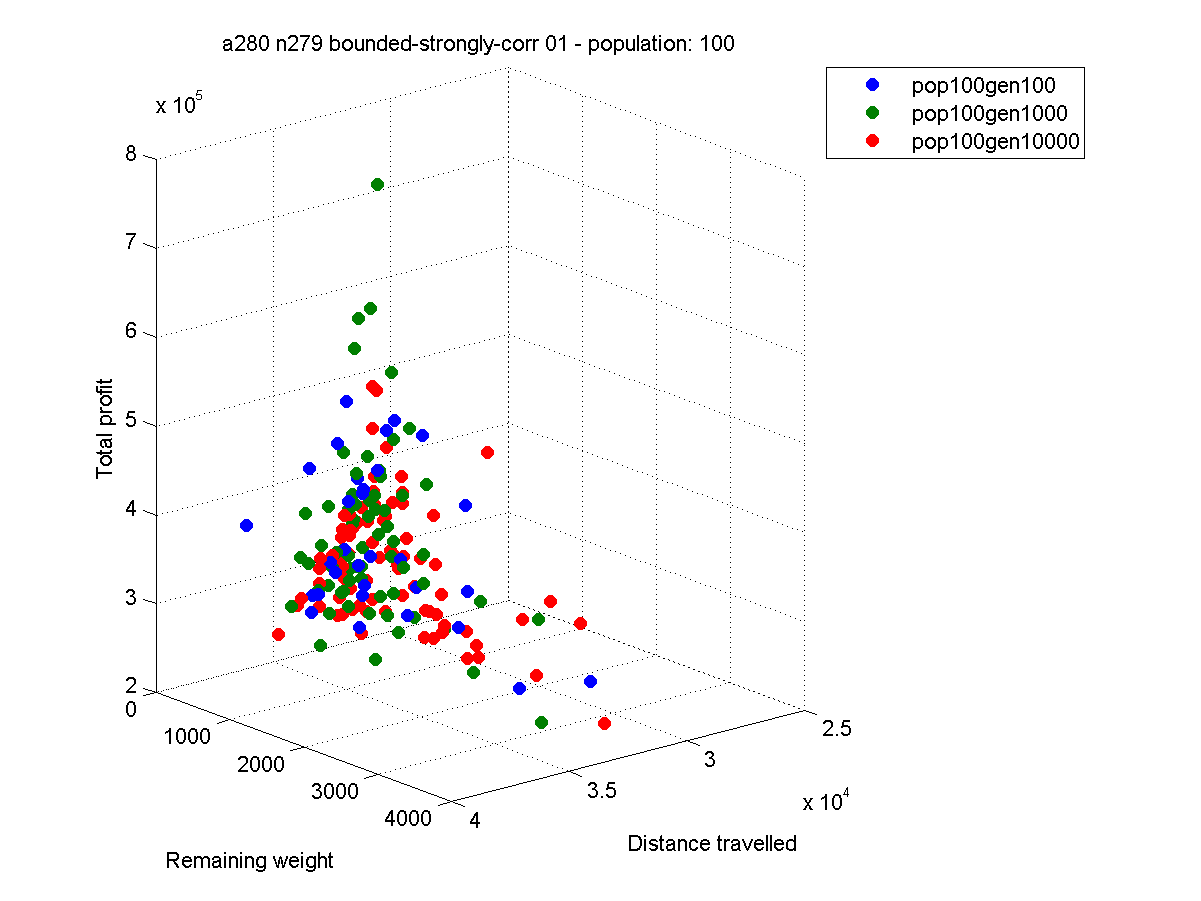 a280 n279 bounded-strongly-corr 01 - population: 100
x 10^5
pop100gen100
pop100gen1000
pop100gen10000
8
7
6
5
4
3
2
Total profit
0
1000
2000
3000
4000
Remaining weight
4
3.5
3
2.5
x 10^4
Distance travelled